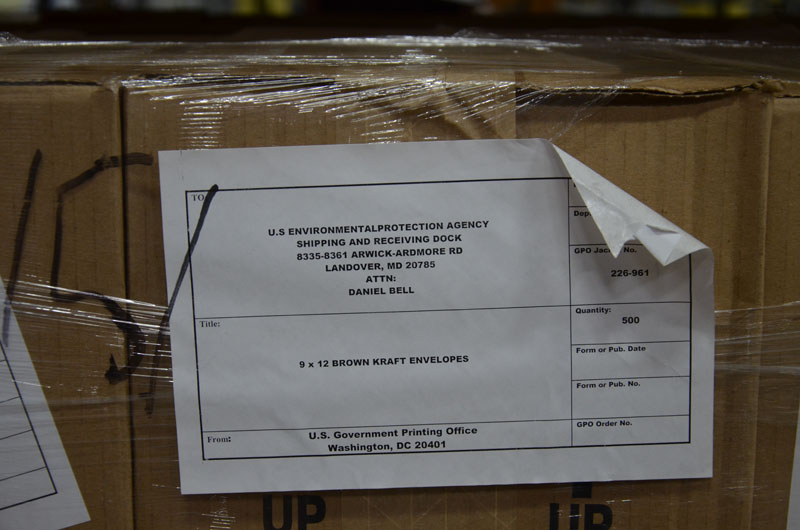 15/
TO
U.S ENVIRONMENTALPROTECTION AGENCY
SHIPPING AND RECEIVING DOCK
8335-8361 ARWICK-ARDMORE RD
LANDOVER, MD 20785
ATTN:
DANIEL BELL
GPO No.
226-961
Title:
9 x 12 BROWN KRAFT ENVELOPES
Quantity:
500
Form or Pub. Date
Form or Pub. No.
From:
U.S. Government Printing Office
Washington, DC 20401
GPO Order No.
UP
UP